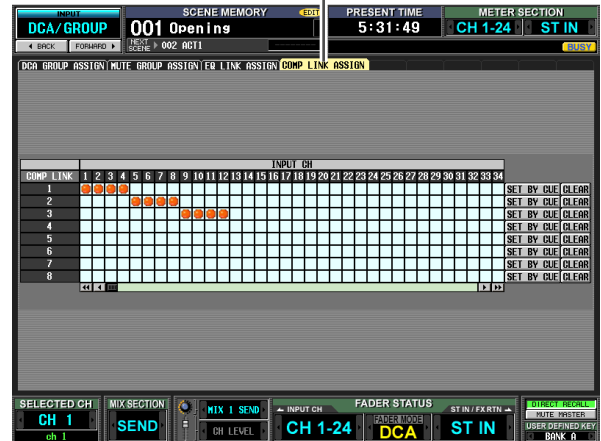 INPUT
DCA/GROUP
SCENE MEMORY
EDIT
001 Opening
PRESENT TIME
5:31:49
METER SECTION
CH 1-24
ST IN
BACK
FORWARD
NEXT SCENE
002 ACT1
BUSY
DCA GROUP ASSIGN
MUTE GROUP ASSIGN
EQ LINK ASSIGN
COMP LINK ASSIGN
INPUT CH
COMP LINK 1 2 3 4 5 6 7 8 9 10 11 12 13 14 15 16 17 18 19 20 21 22 23 24 25 26 27 28 29 30 31 32 33 34
1 SET BY CUE CLEAR
2 SET BY CUE CLEAR
3 SET BY CUE CLEAR
4 SET BY CUE CLEAR
5 SET BY CUE CLEAR
6 SET BY CUE CLEAR
7 SET BY CUE CLEAR
8 SET BY CUE CLEAR
SELECTED CH
CH 1
ch 1
MIX SECTION
SEND
MIX 1 SEND
CH LEVEL
FADER STATUS
INPUT CH
CH 1-24
FADER MODE
DCA
ST IN / FX RTN
ST IN
DIRECT RECALL
MUTE MASTER
USER DEFINED KEY
BANK A